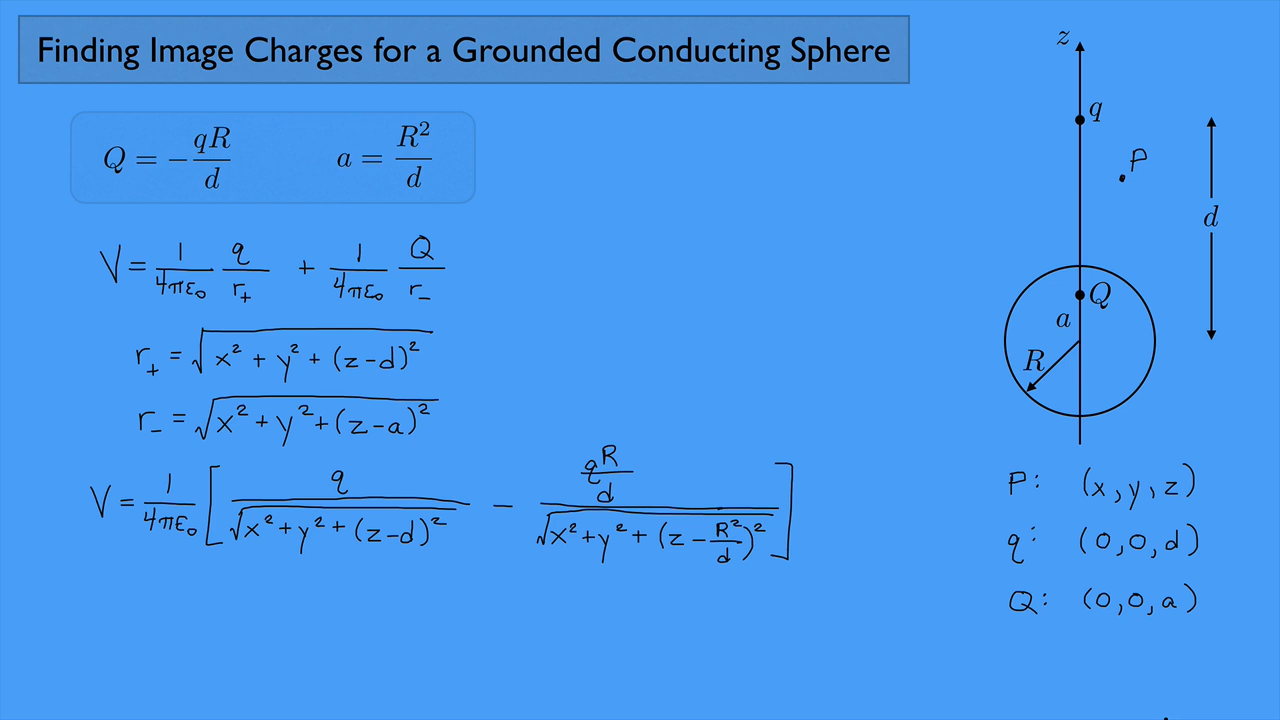 Finding Image Charges for a Grounded Conducting Sphere
Q = −qR/d    a = R²/d
V = 1/4πε₀ q/r₊ + 1/4πε₀ Q/r₋
r₊ = √(x² + y² + (z−d)²)
r₋ = √(x² + y² + (z−a)²)
V = 1/4πε₀ [ q/√(x² + y² + (z−d)²) − (qR/d)/√(x² + y² + (z − R²/d)²) ]
z
q
P
d
Q
a
R
P: (x, y, z)
q: (0, 0, d)
Q: (0, 0, a)